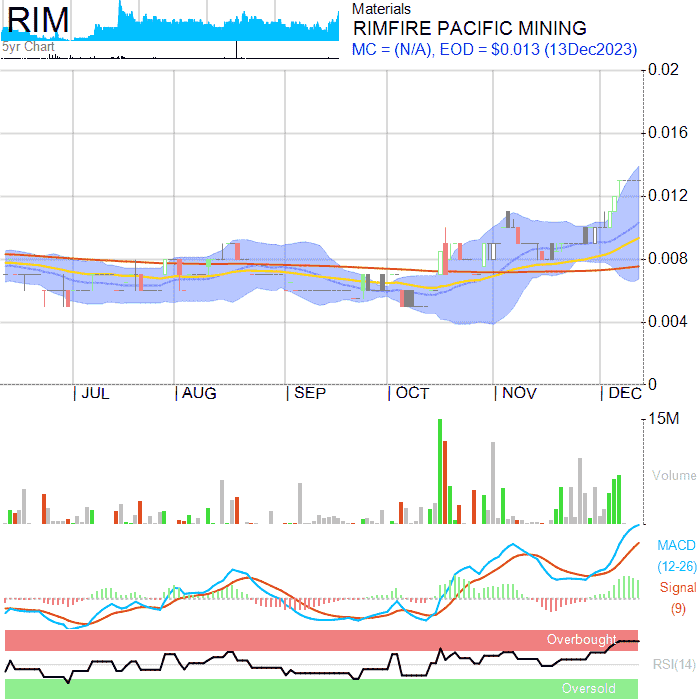 RIM
5yr Chart
Materials
RIMFIRE PACIFIC MINING
MC = (N/A), EOD = $0.013 (13Dec2023)
0.02
0.016
0.012
0.008
0.004
0
JUL AUG SEP OCT NOV DEC
15M
Volume
MACD
(12-26)
Signal
(9)
Overbought
RSI(14)
Oversold